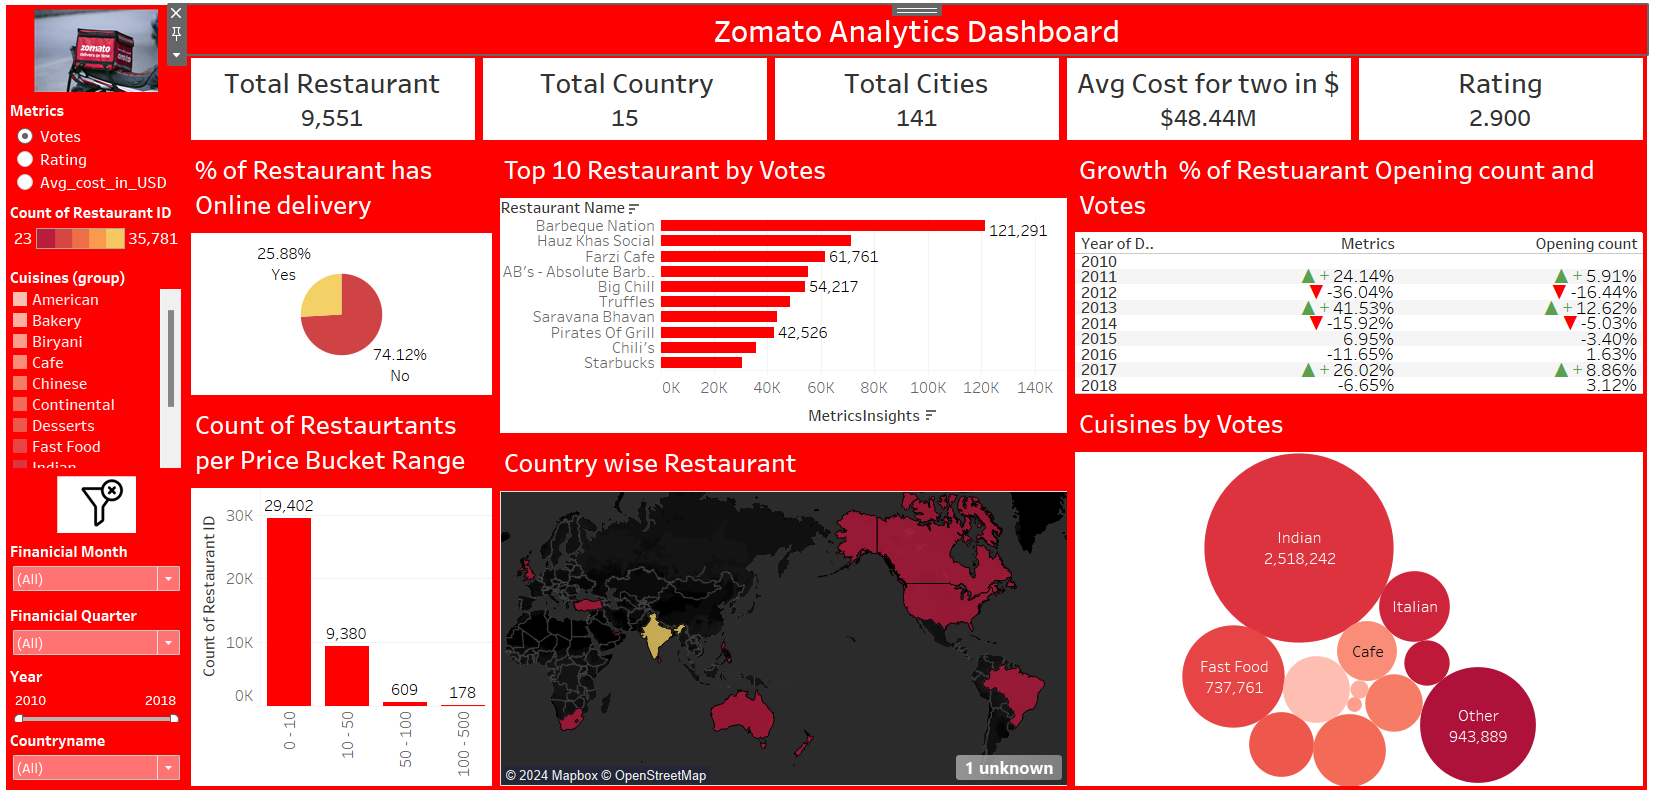 zomato
Zomato Analytics Dashboard
Metrics
Votes
Rating
Avg_cost_in_USD
Count of Restaurant ID
23
35,781
Cuisines (group)
American
Bakery
Biryani
Cafe
Chinese
Continental
Desserts
Fast Food
Indian
Finanicial Month
(All)
Finanicial Quarter
(All)
Year
2010
2018
Countryname
(All)
Total Restaurant
9,551
Total Country
15
Total Cities
141
Avg Cost for two in $
$48.44M
Rating
2.900
% of Restaurant has
Online delivery
25.88%
Yes
74.12%
No
Count of Restaurtants
per Price Bucket Range
Count of Restaurant ID
30K
20K
10K
0K
29,402
9,380
609
178
0 - 10
10 - 50
50 - 100
100 - 500
Top 10 Restaurant by Votes
Restaurant Name
Barbeque Nation 121,291
Hauz Khas Social
Farzi Cafe 61,761
AB's - Absolute Barb..
Big Chill 54,217
Truffles
Saravana Bhavan
Pirates Of Grill 42,526
Chili's
Starbucks
0K 20K 40K 60K 80K 100K 120K 140K
MetricsInsights
Country wise Restaurant
© 2024 Mapbox © OpenStreetMap
1 unknown
Growth % of Restuarant Opening count and
Votes
Year of D.. Metrics Opening count
2010
2011 ▲ + 24.14% ▲ + 5.91%
2012 ▼ -36.04% ▼ -16.44%
2013 ▲ + 41.53% ▲ + 12.62%
2014 ▼ -15.92% ▼ -5.03%
2015 6.95% -3.40%
2016 -11.65% 1.63%
2017 ▲ + 26.02% ▲ + 8.86%
2018 -6.65% 3.12%
Cuisines by Votes
Indian
2,518,242
Italian
Cafe
Fast Food
737,761
Other
943,889